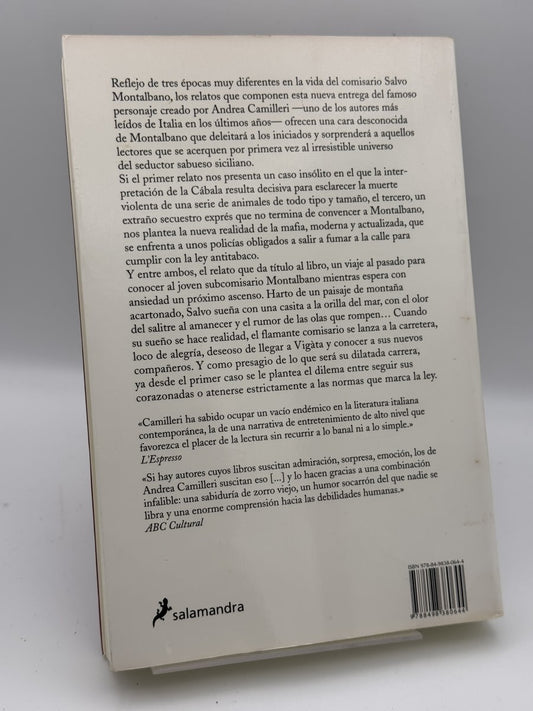 Reflejo de tres épocas muy diferentes en la vida del comisario Salvo
Montalbano, los relatos que componen esta nueva entrega del famoso
personaje creado por Andrea Camilleri —uno de los autores más
leídos de Italia en los últimos años— ofrecen una cara desconocida
de Montalbano que deleitará a los iniciados y sorprenderá a aquellos
lectores que se acerquen por primera vez al irresistible universo
del seductor sabueso siciliano.
Si el primer relato nos presenta un caso insólito en el que la inter-
pretación de la Cábala resulta decisiva para esclarecer la muerte
violenta de una serie de animales de todo tipo y tamaño, el tercero, un
extraño secuestro exprés que no termina de convencer a Montalbano,
nos plantea la nueva realidad de la mafia, moderna y actualizada, que
se enfrenta a unos policías obligados a salir a fumar a la calle para
cumplir con la ley antitabaco.
Y entre ambos, el relato que da título al libro, un viaje al pasado para
conocer al joven subcomisario Montalbano mientras espera con
ansiedad un próximo ascenso. Harto de un paisaje de montaña
acartonado, Salvo sueña con una casita a la orilla del mar, con el olor
del salitre al amanecer y el rumor de las olas que rompen... Cuando
su sueño se hace realidad, el flamante comisario se lanza a la carretera,
loco de alegría, deseoso de llegar a Vigàta y conocer a sus nuevos
compañeros. Y como presagio de lo que será su dilatada carrera,
ya desde el primer caso se le plantea el dilema entre seguir sus
corazonadas o atenerse estrictamente a las normas que marca la ley.
«Camilleri ha sabido ocupar un vacío endémico en la literatura italiana
contemporánea, la de una narrativa de entretenimiento de alto nivel que
favorezca el placer de la lectura sin recurrir a lo banal ni a lo simple.»
L'Espresso
«Si hay autores cuyos libros suscitan admiración, sorpresa, emoción, los de
Andrea Camilleri suscitan eso [...] y lo hacen gracias a una combinación
infalible: una sabiduría de zorro viejo, un humor socarrón del que nadie se
libra y una enorme comprensión hacia las debilidades humanas.»
ABC Cultural
ISBN 978-84-9838-064-4
9788498380644
salamandra